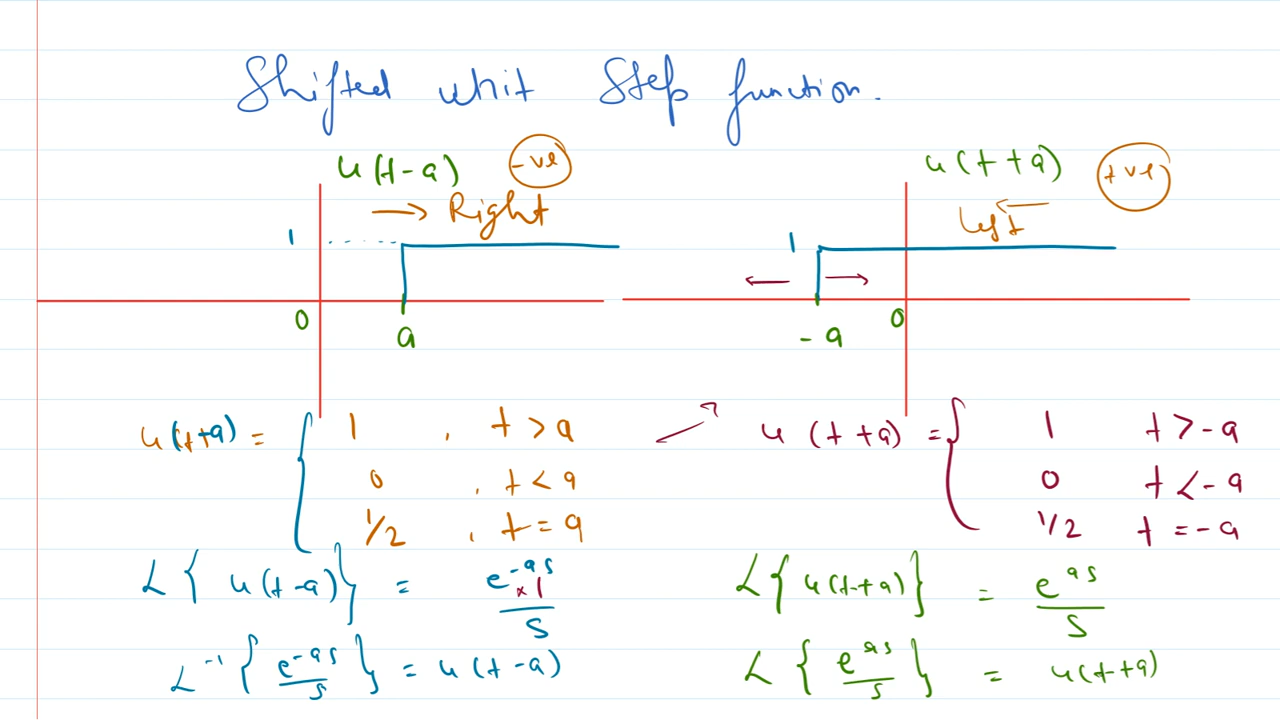 Shifted unit Step function.
u(t-a) -ve
→ Right
1
0
a
u(t+a) +ve
← left
1
-a
0
u(t+a) = { 1 , t > a
0 , t < a
1/2 , t = a
L{ u(t-a) } = e^-as × 1 / s
L^-1 { e^-as / s } = u(t-a)
u(t+a) = { 1 t > -a
0 t < -a
1/2 t = -a
L{ u(t+a) } = e^as / s
L { e^as / s } = u(t+a)